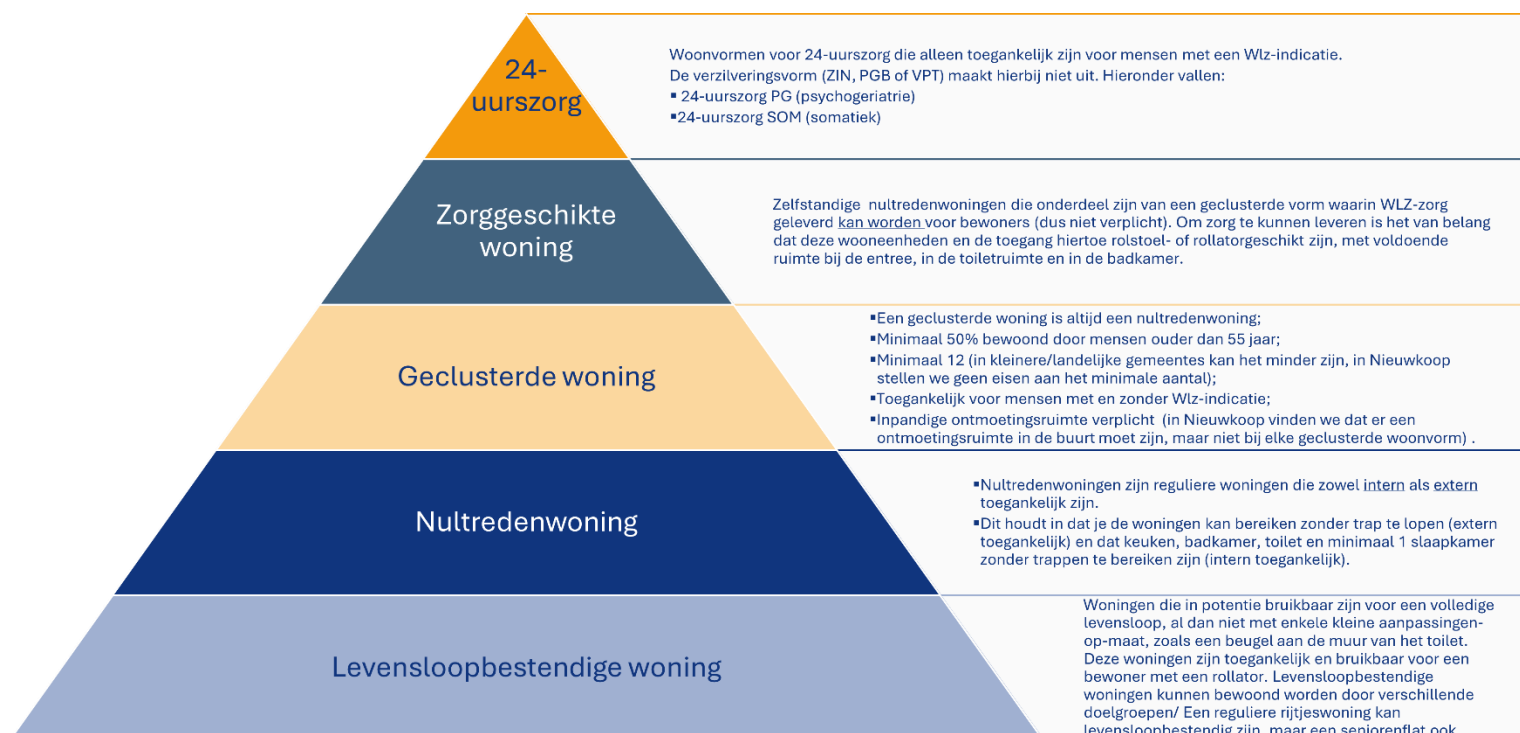 24-
uurszorg
Woonvormen voor 24-uurszorg die alleen toegankelijk zijn voor mensen met een Wlz-indicatie.
De verzilveringsvorm (ZIN, PGB of VPT) maakt hierbij niet uit. Hieronder vallen:
▪ 24-uurszorg PG (psychogeriatrie)
▪24-uurszorg SOM (somatiek)
Zorggeschikte
woning
Zelfstandige nultredenwoningen die onderdeel zijn van een geclusterde vorm waarin WLZ-zorg
geleverd kan worden voor bewoners (dus niet verplicht). Om zorg te kunnen leveren is het van belang
dat deze wooneenheden en de toegang hiertoe rolstoel- of rollatorgeschikt zijn, met voldoende
ruimte bij de entree, in de toiletruimte en in de badkamer.
Geclusterde woning
▪Een geclusterde woning is altijd een nultredenwoning;
▪Minimaal 50% bewoond door mensen ouder dan 55 jaar;
▪Minimaal 12 (in kleinere/landelijke gemeentes kan het minder zijn, in Nieuwkoop
stellen we geen eisen aan het minimale aantal);
▪Toegankelijk voor mensen met en zonder Wlz-indicatie;
▪Inpandige ontmoetingsruimte verplicht (in Nieuwkoop vinden we dat er een
ontmoetingsruimte in de buurt moet zijn, maar niet bij elke geclusterde woonvorm) .
Nultredenwoning
▪Nultredenwoningen zijn reguliere woningen die zowel intern als extern
toegankelijk zijn.
▪Dit houdt in dat je de woningen kan bereiken zonder trap te lopen (extern
toegankelijk) en dat keuken, badkamer, toilet en minimaal 1 slaapkamer
zonder trappen te bereiken zijn (intern toegankelijk).
Levensloopbestendige woning
Woningen die in potentie bruikbaar zijn voor een volledige
levensloop, al dan niet met enkele kleine aanpassingen-
op-maat, zoals een beugel aan de muur van het toilet.
Deze woningen zijn toegankelijk en bruikbaar voor een
bewoner met een rollator. Levensloopbestendige
woningen kunnen bewoond worden door verschillende
doelgroepen/ Een reguliere rijtjeswoning kan
levensloopbestendig zijn, maar een seniorenflat ook